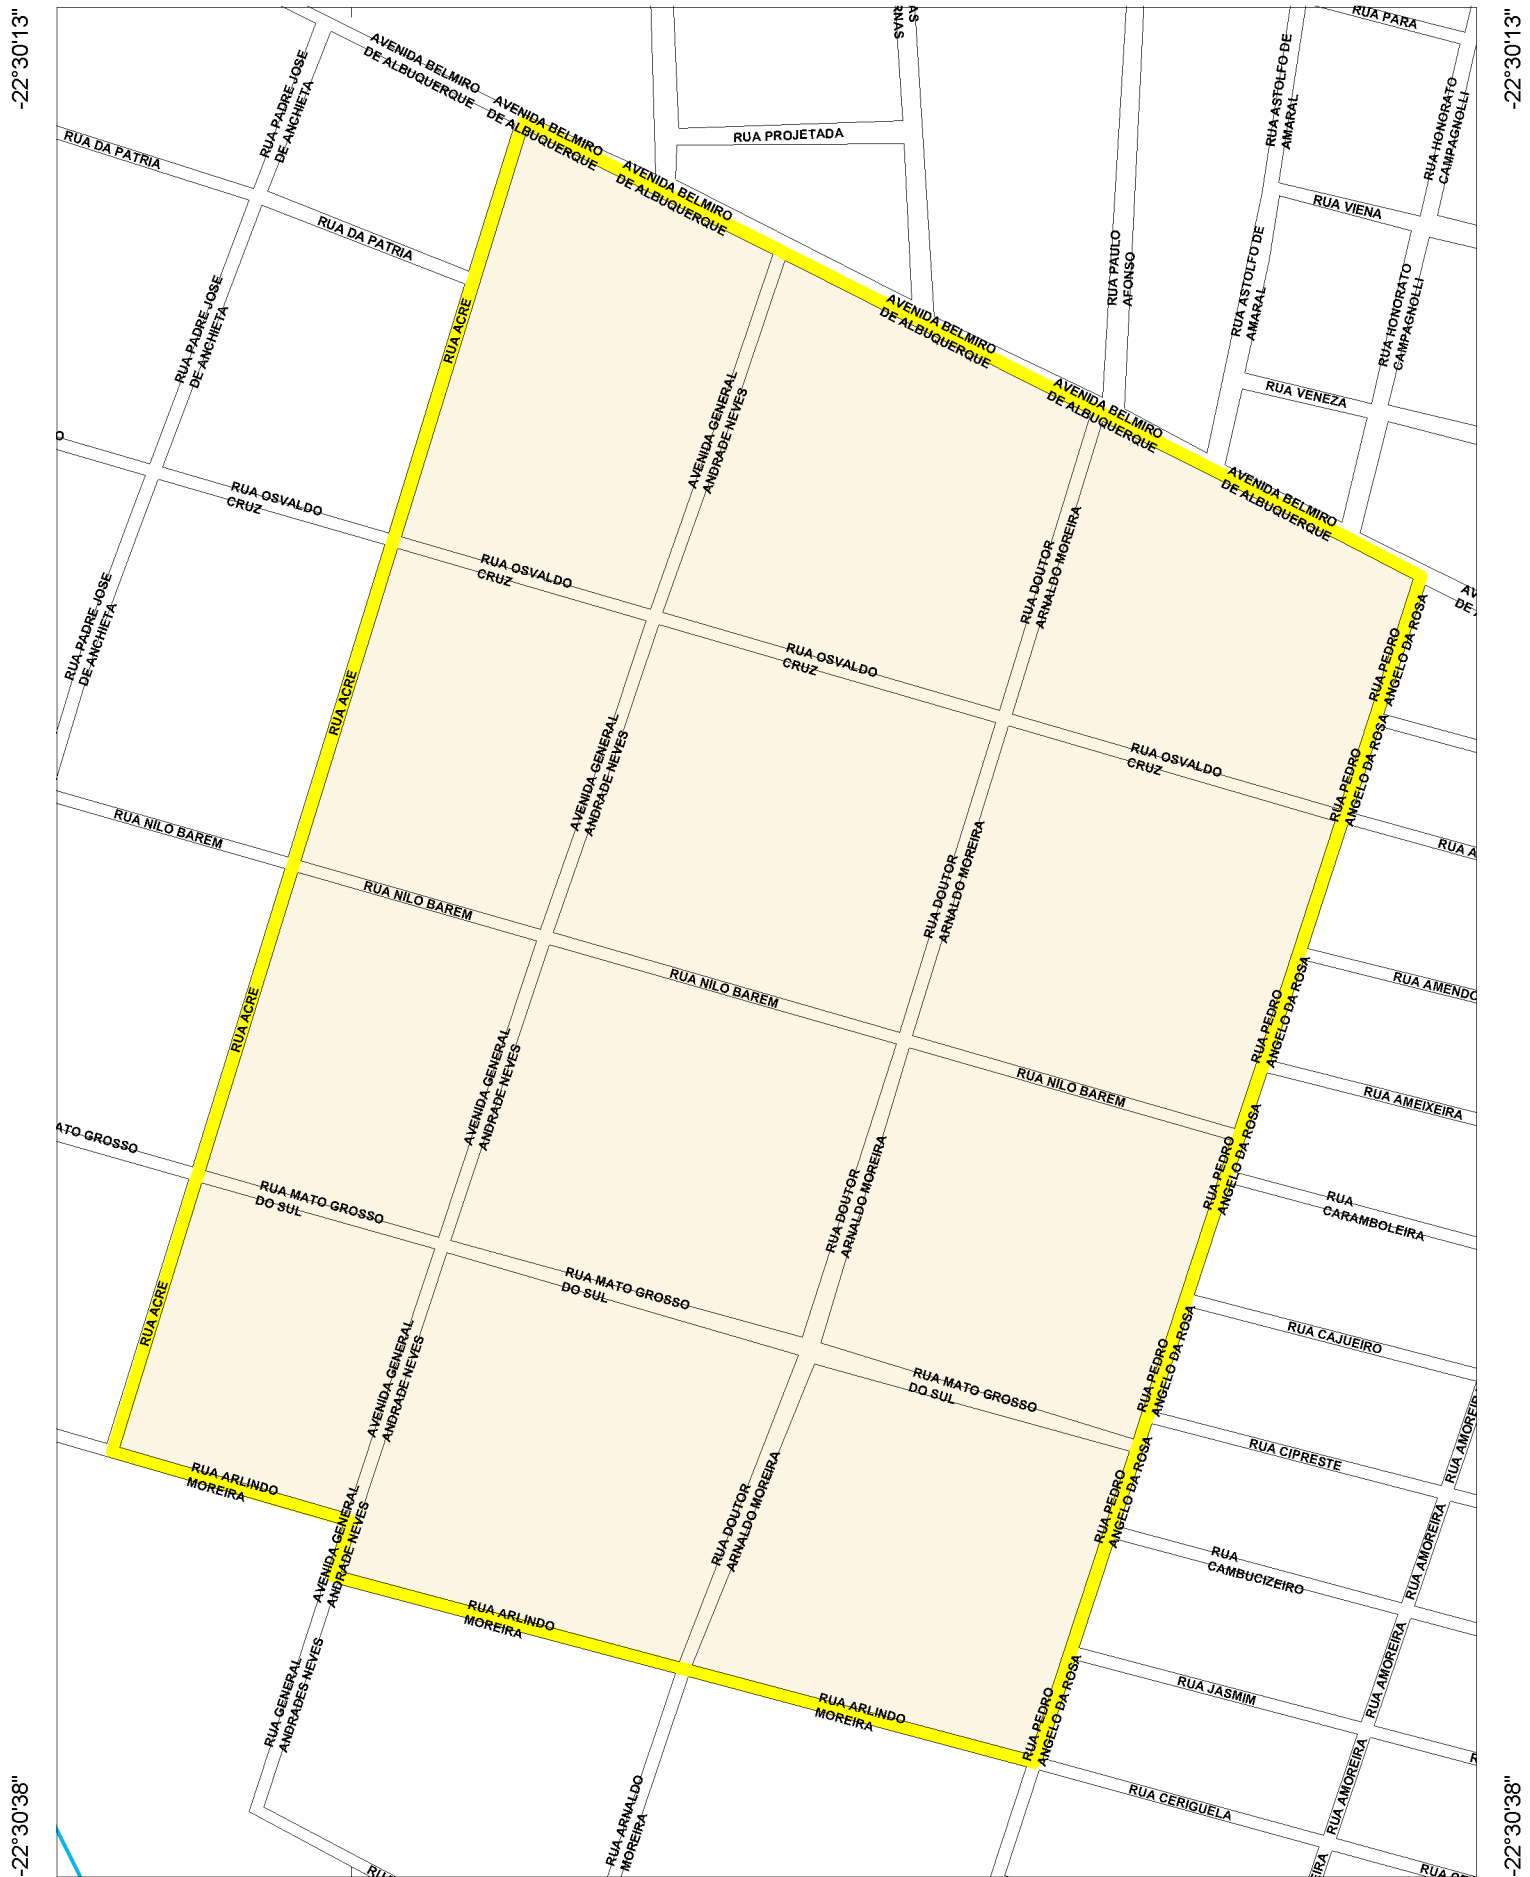 -22°30'13"
-22°30'13"
RUA PARA
AVENIDA BELMIRO
DE ALBUQUERQUE
RUA PADRE JOSE
DE ANCHIETA
AVENIDA BELMIRO
DE ALBUQUERQUE
RUA PROJETADA
RUA ASTOLFO DE
AMARAL
RUA HONORATO
CAMPAGNOLLI
RUA DA PATRIA
AVENIDA BELMIRO
DE ALBUQUERQUE
RUA VIENA
RUA DA PATRIA
RUA PAULO
AFONSO
RUA ASTOLFO DE
AMARAL
RUA HONORATO
CAMPAGNOLLI
RUA PADRE JOSE
DE ANCHIETA
RUA ACRE
AVENIDA BELMIRO
DE ALBUQUERQUE
AVENIDA BELMIRO
DE ALBUQUERQUE
RUA VENEZA
AVENIDA GENERAL
ANDRADE NEVES
O
RUA OSVALDO
CRUZ
AVENIDA BELMIRO
DE ALBUQUERQUE
RUA OSVALDO
CRUZ
RUA DOUTOR
ARNALDO MOREIRA
RUA PADRE JOSE
DE ANCHIETA
RUA PEDRO
ANGELO DA ROSA
RUA OSVALDO
CRUZ
RUA ACRE
AVENIDA GENERAL
ANDRADE NEVES
RUA OSVALDO
CRUZ
RUA PEDRO
ANGELO DA ROSA
RUA NILO BAREM
RUA A
RUA DOUTOR
ARNALDO MOREIRA
RUA NILO BAREM
RUA NILO BAREM
RUA AMENDO
RUA ACRE
RUA PEDRO
ANGELO DA ROSA
AVENIDA GENERAL
ANDRADE NEVES
RUA NILO BAREM
RUA AMEIXEIRA
ATO GROSSO
RUA PEDRO
ANGELO DA ROSA
RUA MATO GROSSO
DO SUL
RUA DOUTOR
ARNALDO MOREIRA
RUA
CARAMBOLEIRA
RUA MATO GROSSO
DO SUL
RUA ACRE
RUA CAJUEIRO
AVENIDA GENERAL
ANDRADE NEVES
RUA PEDRO
ANGELO DA ROSA
RUA MATO GROSSO
DO SUL
RUA AMOREIR
RUA CIPRESTE
RUA ARLINDO
MOREIRA
RUA PEDRO
ANGELO DA ROSA
RUA DOUTOR
ARNALDO MOREIRA
AVENIDA GENERAL
ANDRADE NEVES
RUA AMOREIRA
RUA
CAMBUCIZEIRO
RUA ARLINDO
MOREIRA
RUA AMOREIRA
RUA GENERAL
ANDRADES NEVES
RUA JASMIM
RUA PEDRO
ANGELO DA ROSA
RUA ARLINDO
MOREIRA
RUA AMOREIRA
RUA CERIGUELA
RUA ARNALDO
MOREIRA
-22°30'38"
-22°30'38"